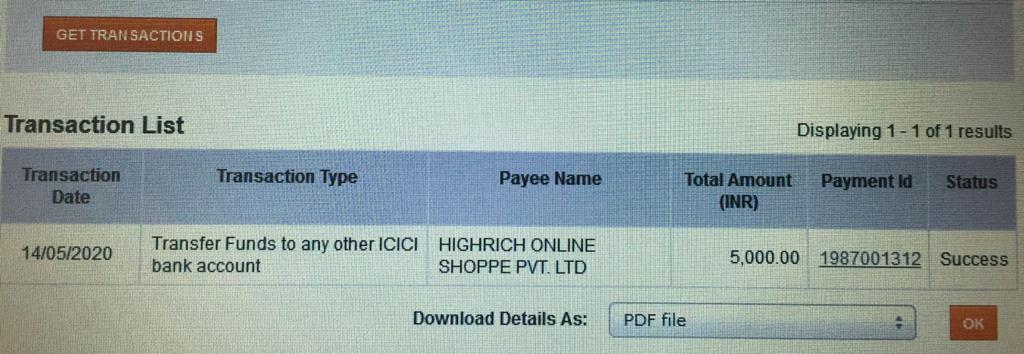 GET TRANSACTIONS
Transaction List
Displaying 1 - 1 of 1 results
Transaction Date
Transaction Type
Payee Name
Total Amount (INR)
Payment Id
Status
14/05/2020
Transfer Funds to any other ICICI
bank account
HIGHRICH ONLINE
SHOPPE PVT. LTD
5,000.00
1987001312
Success
Download Details As:
PDF file
OK